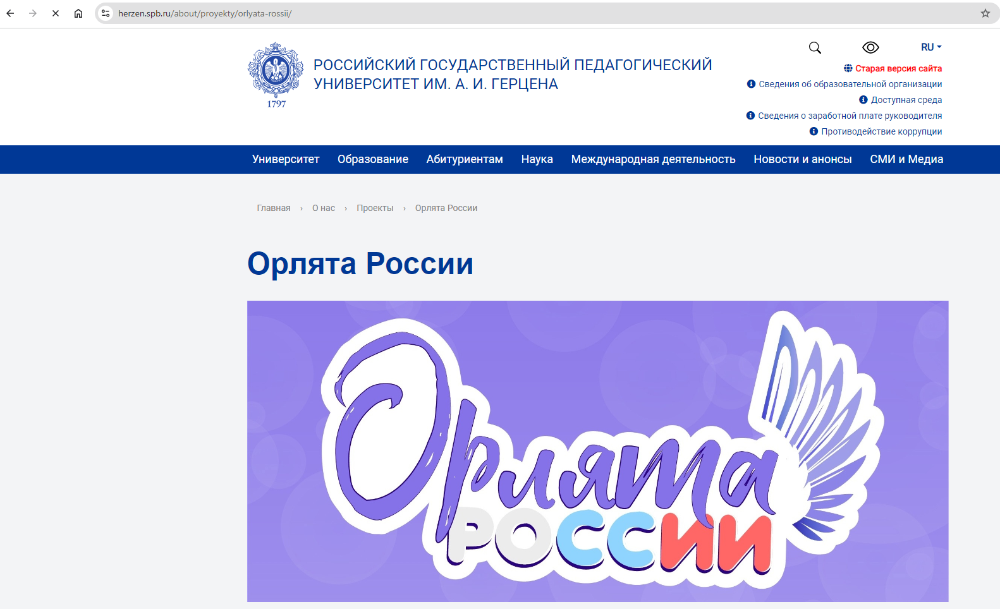 herzen.spb.ru/about/proyekty/orlyata-rossii/
1797
РОССИЙСКИЙ ГОСУДАРСТВЕННЫЙ ПЕДАГОГИЧЕСКИЙ
УНИВЕРСИТЕТ ИМ. А. И. ГЕРЦЕНА
RU
Старая версия сайта
Сведения об образовательной организации
Доступная среда
Сведения о заработной плате руководителя
Противодействие коррупции
Университет Образование Абитуриентам Наука Международная деятельность Новости и анонсы СМИ и Медиа
Главная › О нас › Проекты › Орлята России
Орлята России
Орлята
РОССИИ